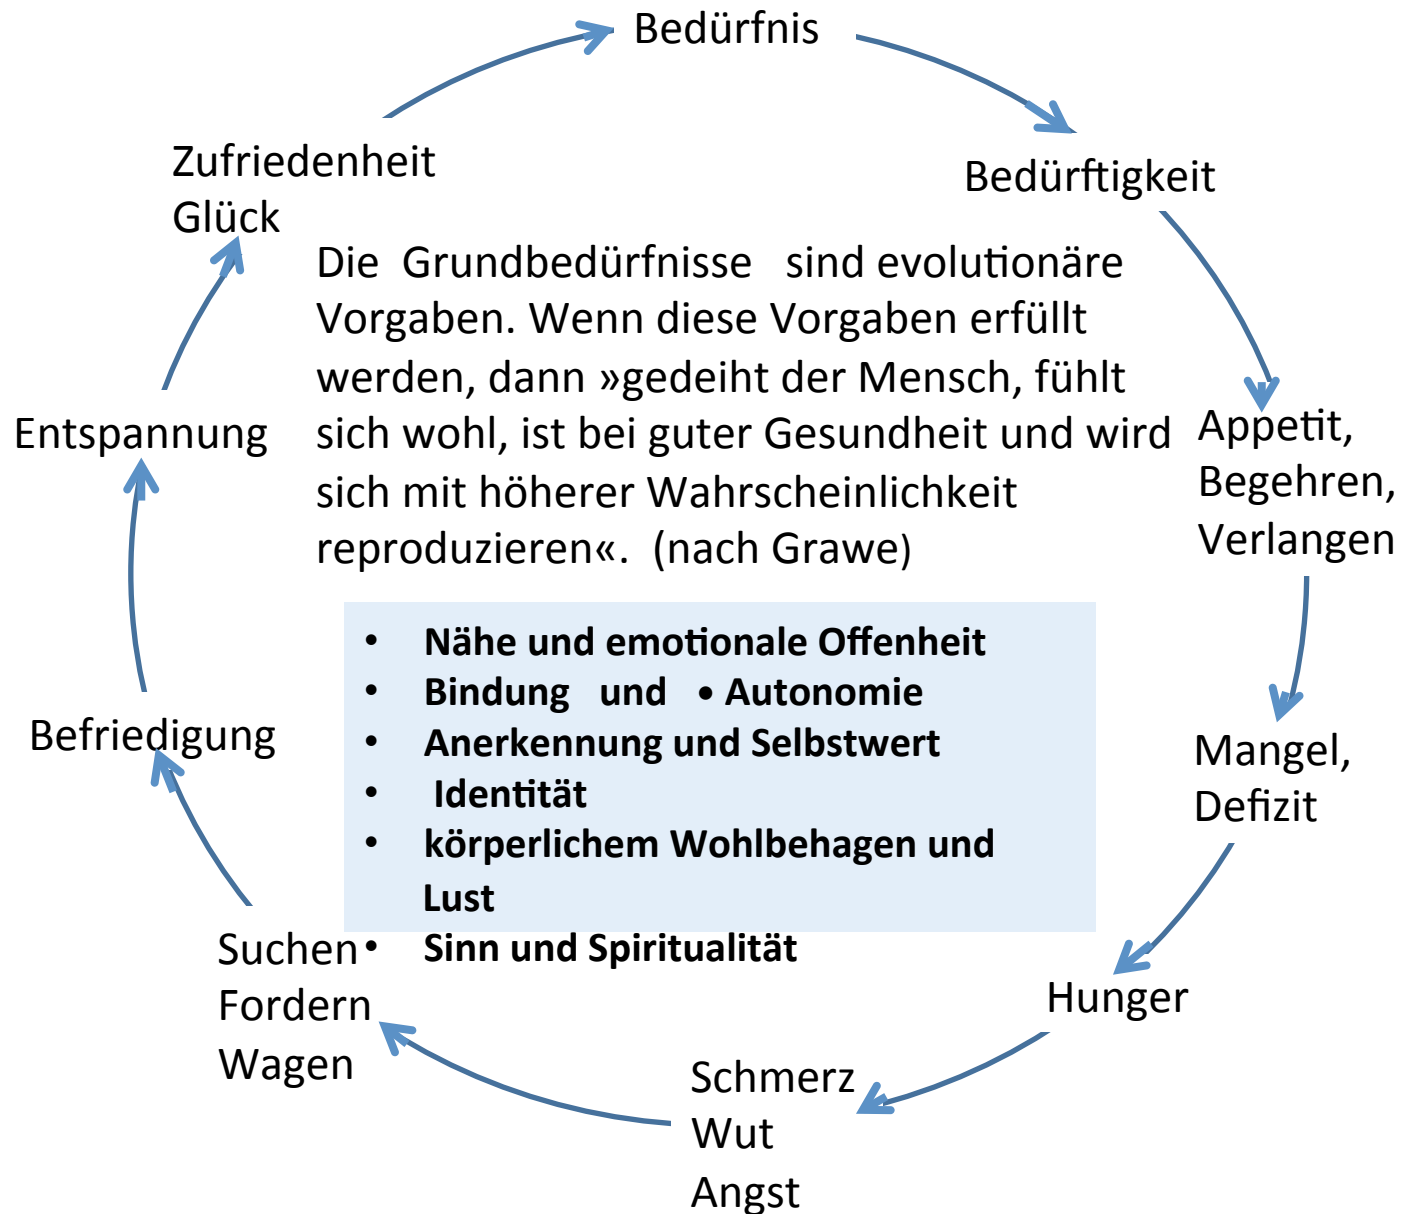 Bedürfnis
Bedürftigkeit
Appetit,
Begehren,
Verlangen
Mangel,
Defizit
Hunger
Schmerz
Wut
Angst
Suchen
Fordern
Wagen
Befriedigung
Entspannung
Zufriedenheit
Glück
Die Grundbedürfnisse sind evolutionäre
Vorgaben. Wenn diese Vorgaben erfüllt
werden, dann »gedeiht der Mensch, fühlt
sich wohl, ist bei guter Gesundheit und wird
sich mit höherer Wahrscheinlichkeit
reproduzieren«. (nach Grawe)
• Nähe und emotionale Offenheit
• Bindung und • Autonomie
• Anerkennung und Selbstwert
• Identität
• körperlichem Wohlbehagen und
Lust
• Sinn und Spiritualität